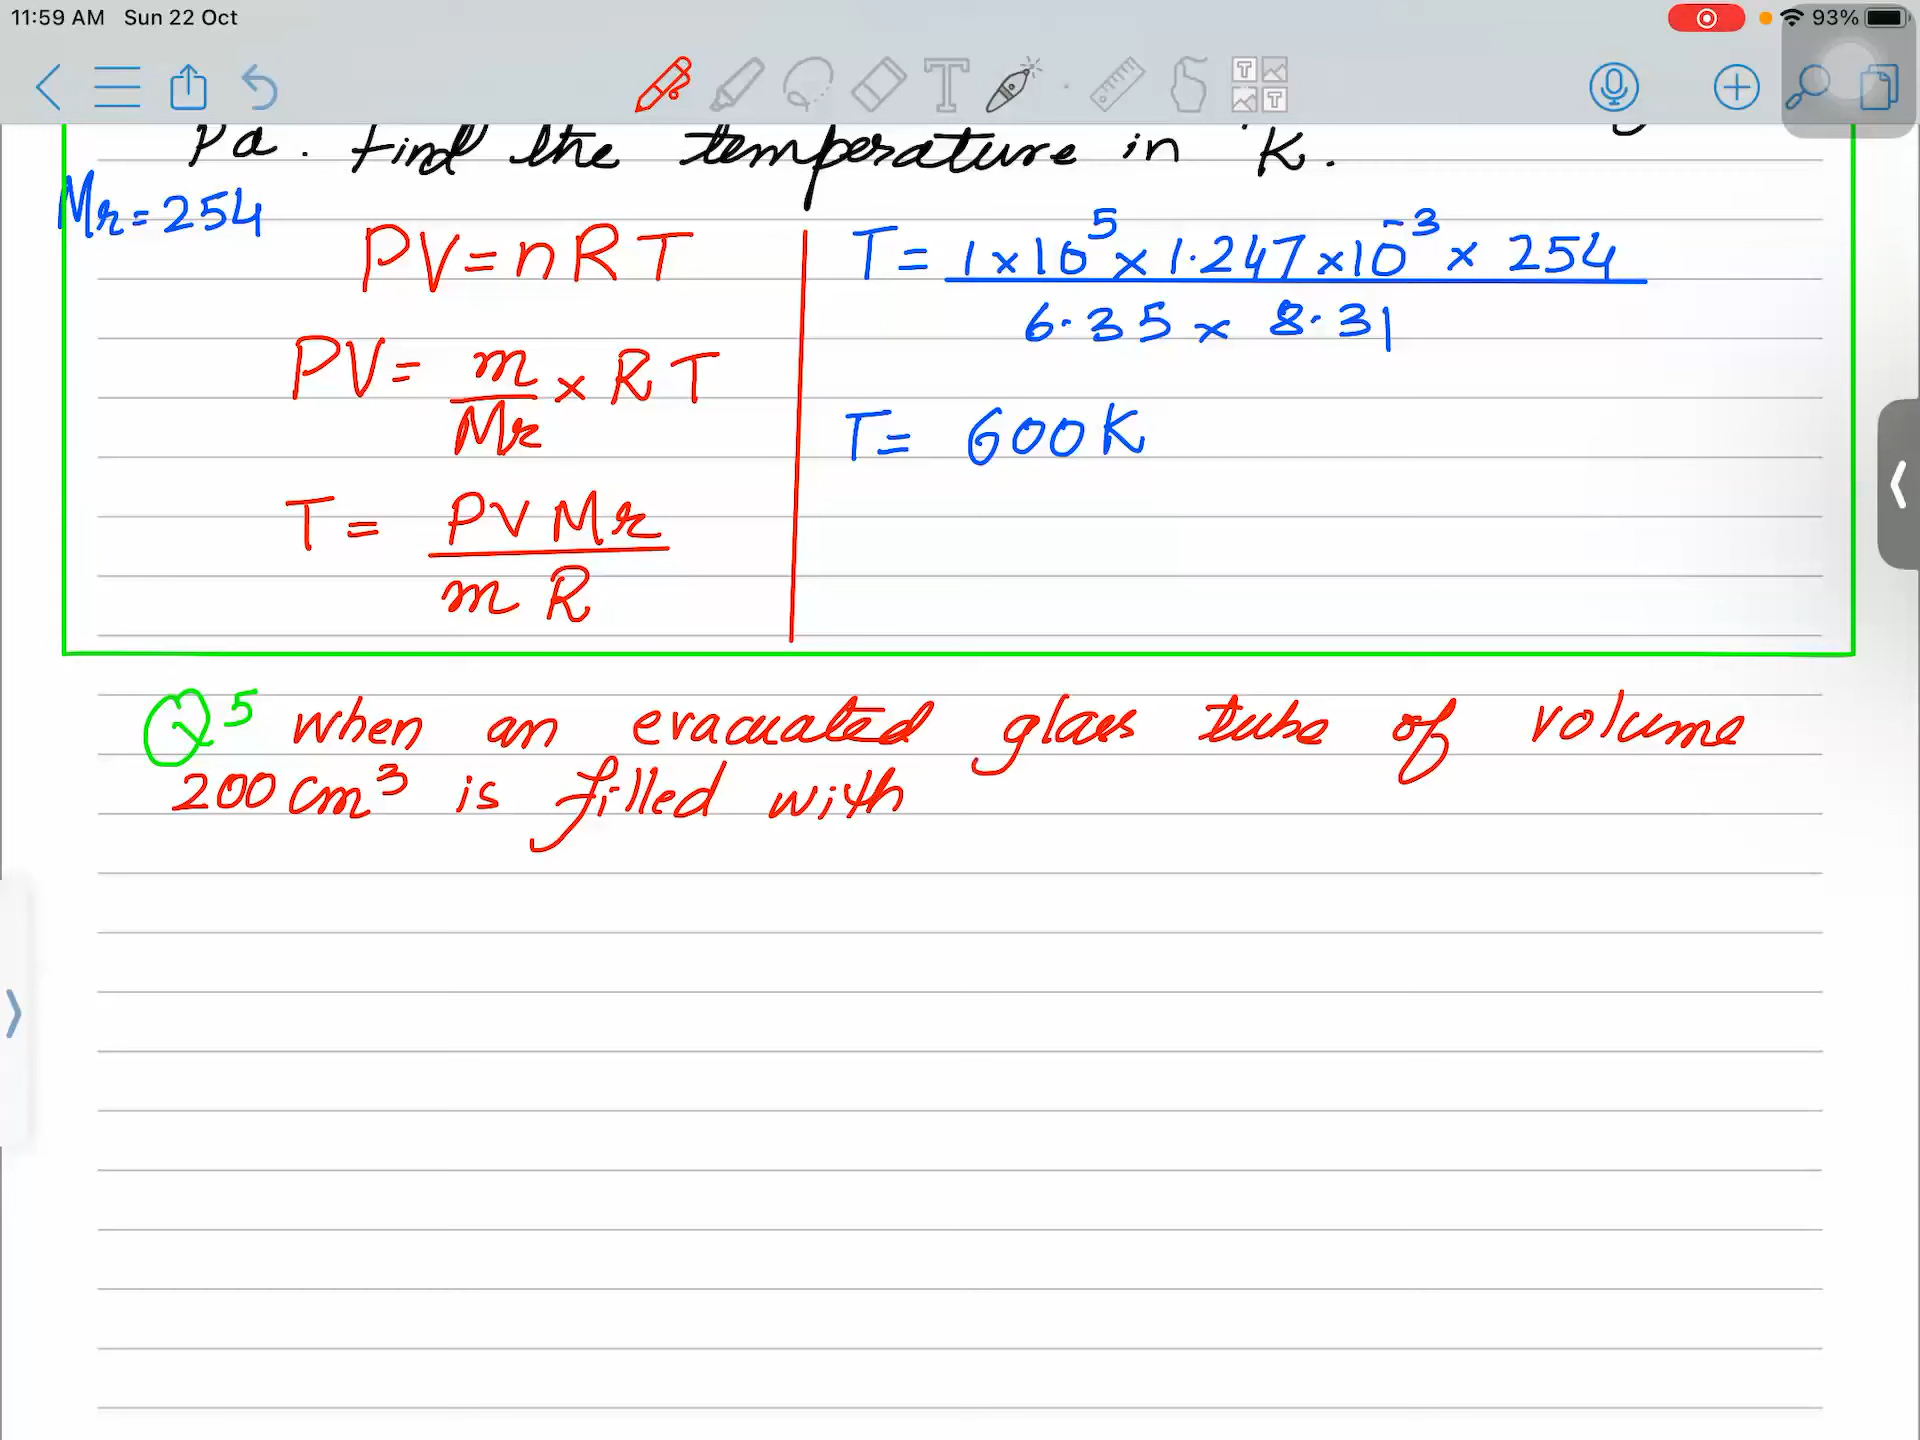 11:59 AM Sun 22 Oct
93%
Pa. Find the temperature in K.
Mr = 254
PV = nRT
PV = m/Mr × RT
T = PVMr/mR
T = 1×10⁵ × 1.247×10⁻³ × 254 / 6.35 × 8.31
T = 600K
Q5 when an evacuated glass tube of volume
200 cm³ is filled with